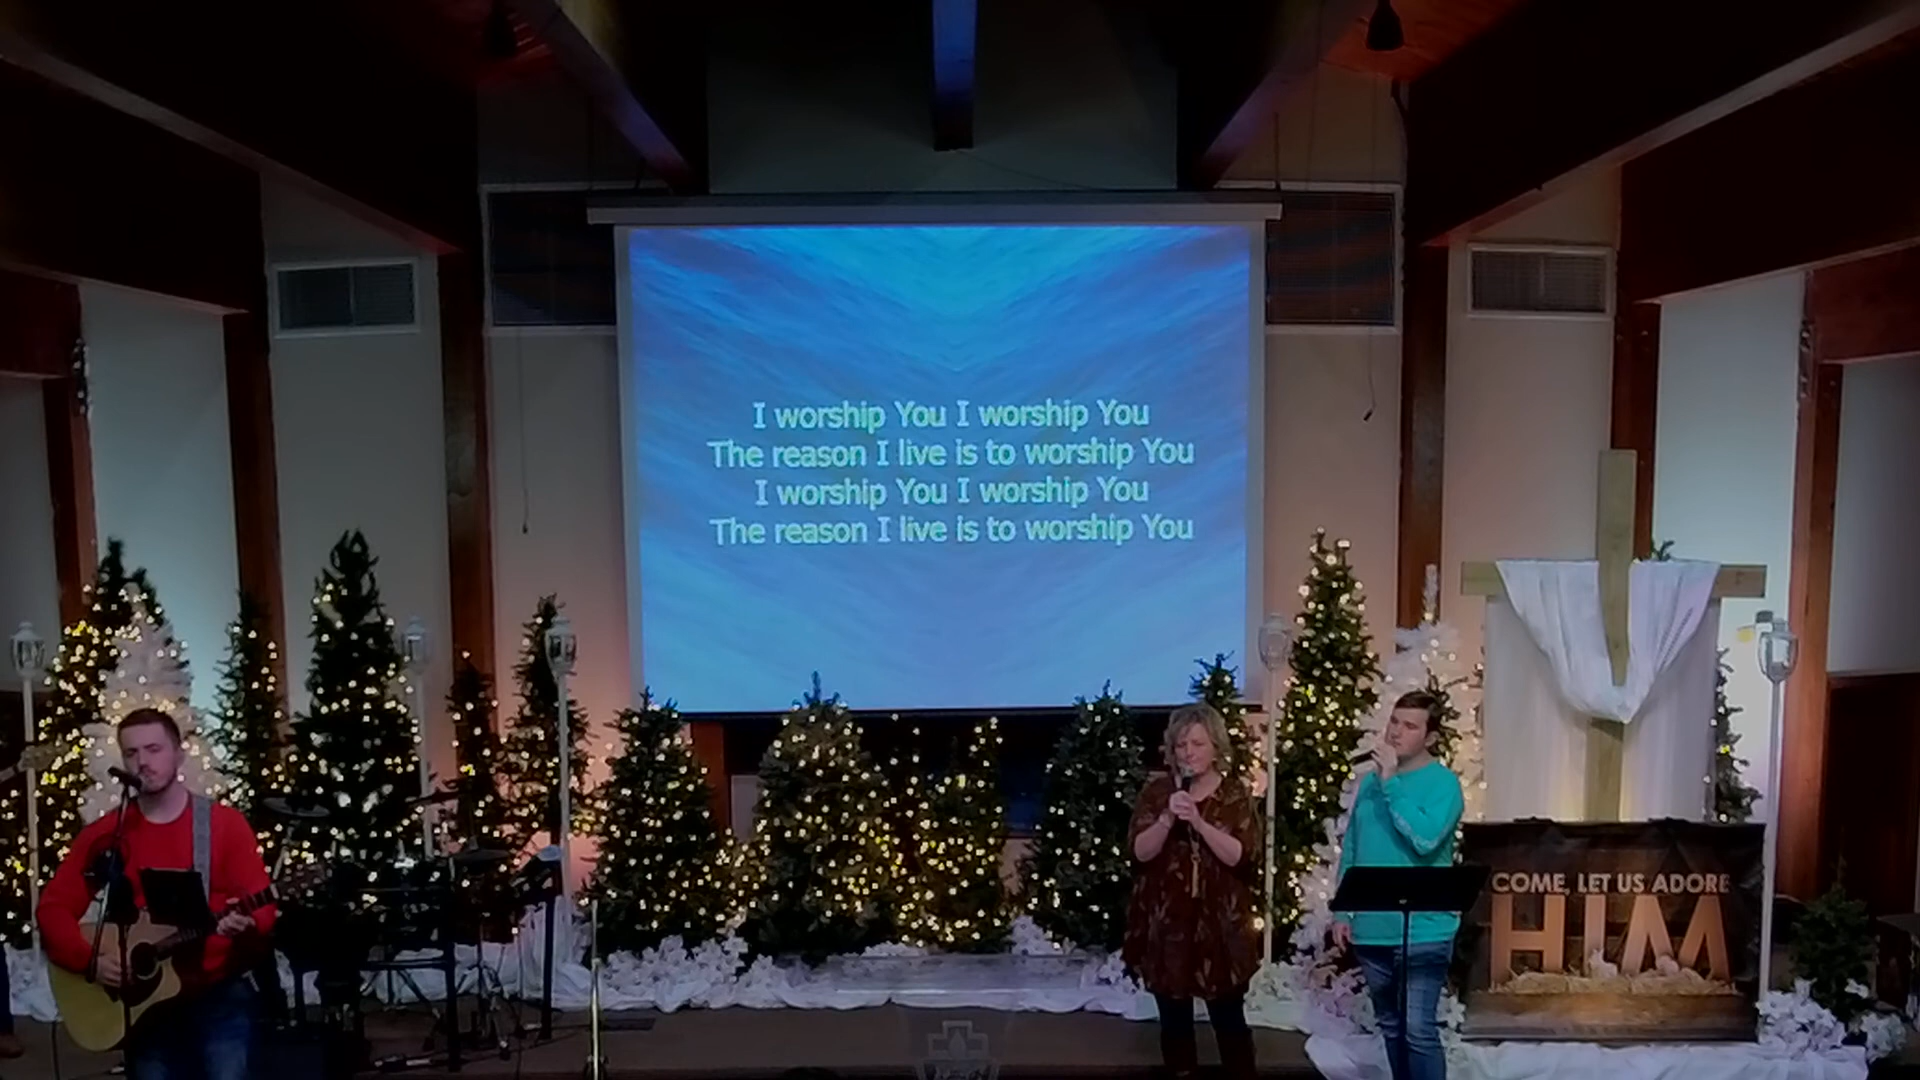 I worship You I worship You
The reason I live is to worship You
I worship You I worship You
The reason I live is to worship You
COME, LET US ADORE
HIM